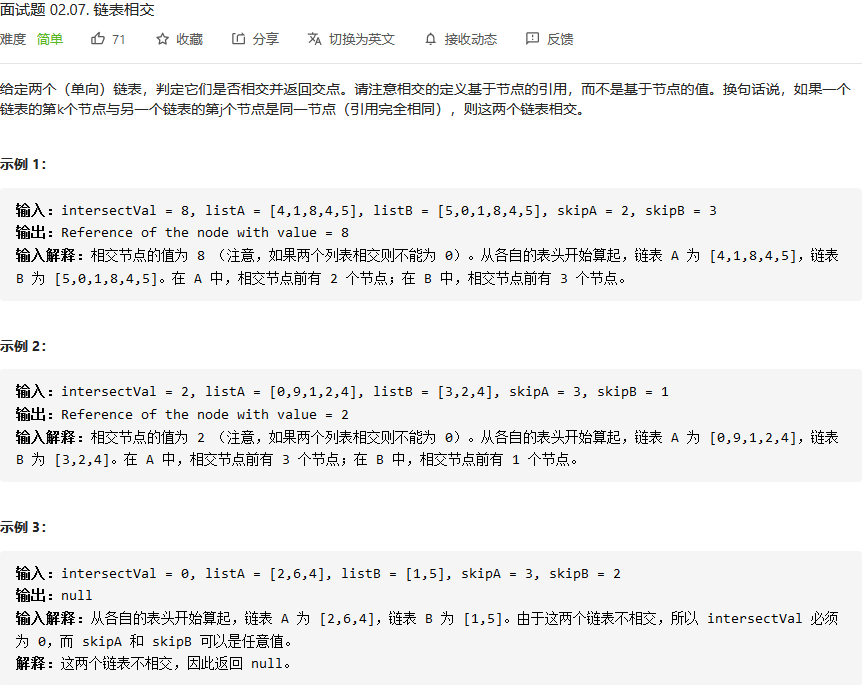 面试题 02.07. 链表相交
难度 简单 71 收藏 分享 切换为英文 接收动态 反馈
给定两个（单向）链表，判定它们是否相交并返回交点。请注意相交的定义基于节点的引用，而不是基于节点的值。换句话说，如果一个
链表的第k个节点与另一个链表的第j个节点是同一节点（引用完全相同），则这两个链表相交。
示例 1：
输入：intersectVal = 8, listA = [4,1,8,4,5], listB = [5,0,1,8,4,5], skipA = 2, skipB = 3
输出：Reference of the node with value = 8
输入解释：相交节点的值为 8 （注意，如果两个列表相交则不能为 0）。从各自的表头开始算起，链表 A 为 [4,1,8,4,5]，链表
B 为 [5,0,1,8,4,5]。在 A 中，相交节点前有 2 个节点；在 B 中，相交节点前有 3 个节点。
示例 2：
输入：intersectVal = 2, listA = [0,9,1,2,4], listB = [3,2,4], skipA = 3, skipB = 1
输出：Reference of the node with value = 2
输入解释：相交节点的值为 2 （注意，如果两个列表相交则不能为 0）。从各自的表头开始算起，链表 A 为 [0,9,1,2,4]，链表
B 为 [3,2,4]。在 A 中，相交节点前有 3 个节点；在 B 中，相交节点前有 1 个节点。
示例 3：
输入：intersectVal = 0, listA = [2,6,4], listB = [1,5], skipA = 3, skipB = 2
输出：null
输入解释：从各自的表头开始算起，链表 A 为 [2,6,4]，链表 B 为 [1,5]。由于这两个链表不相交，所以 intersectVal 必须
为 0，而 skipA 和 skipB 可以是任意值。
解释：这两个链表不相交，因此返回 null。